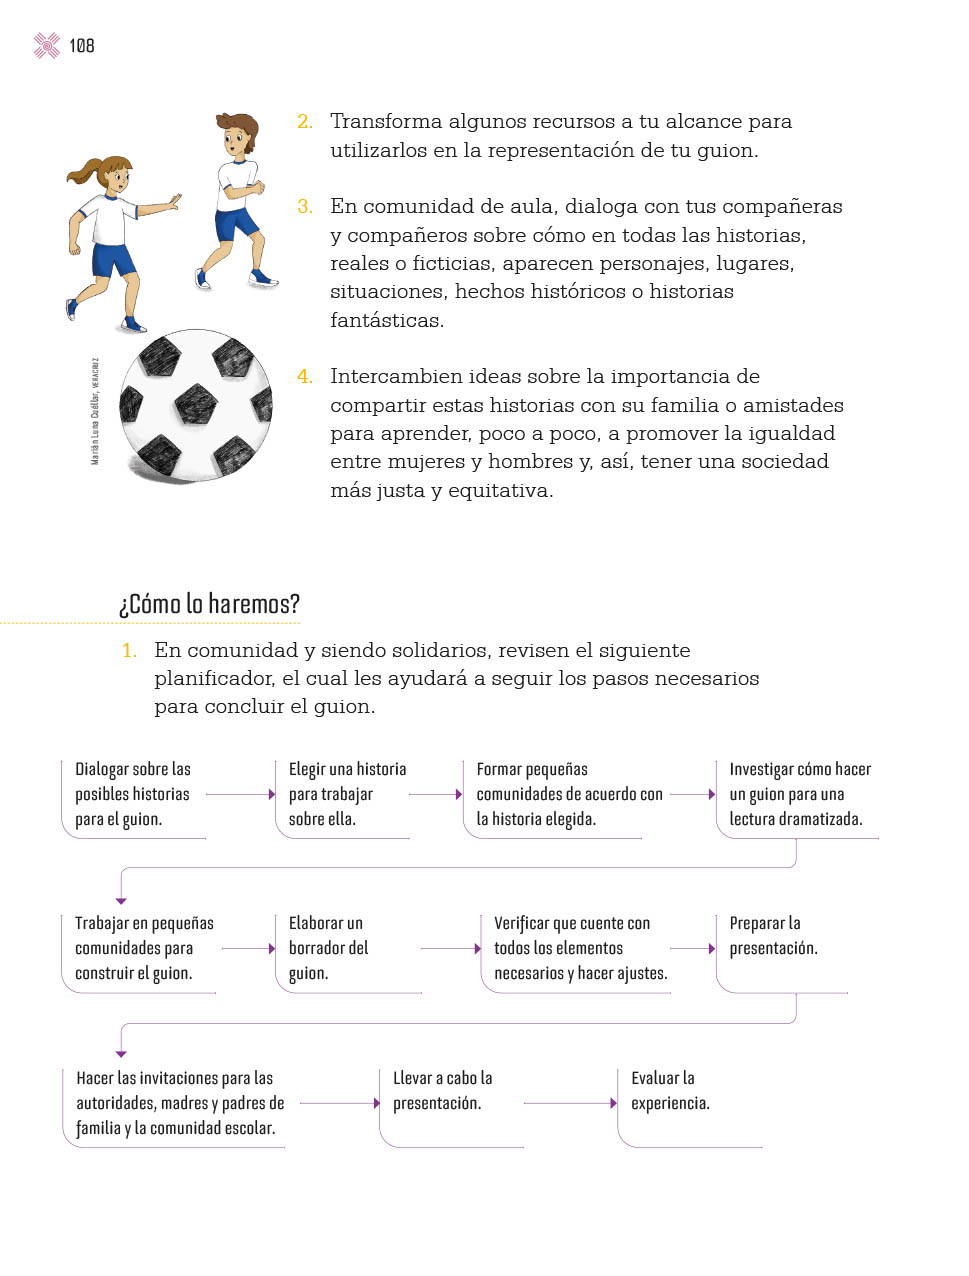 108
2. Transforma algunos recursos a tu alcance para
utilizarlos en la representación de tu guion.
3. En comunidad de aula, dialoga con tus compañeras
y compañeros sobre cómo en todas las historias,
reales o ficticias, aparecen personajes, lugares,
situaciones, hechos históricos o historias
fantásticas.
4. Intercambien ideas sobre la importancia de
compartir estas historias con su familia o amistades
para aprender, poco a poco, a promover la igualdad
entre mujeres y hombres y, así, tener una sociedad
más justa y equitativa.
Marián Luna Cuéllar, VERACRUZ
¿Cómo lo haremos?
1. En comunidad y siendo solidarios, revisen el siguiente
planificador, el cual les ayudará a seguir los pasos necesarios
para concluir el guion.
Dialogar sobre las
posibles historias
para el guion.
Elegir una historia
para trabajar
sobre ella.
Formar pequeñas
comunidades de acuerdo con
la historia elegida.
Investigar cómo hacer
un guion para una
lectura dramatizada.
Trabajar en pequeñas
comunidades para
construir el guion.
Elaborar un
borrador del
guion.
Verificar que cuente con
todos los elementos
necesarios y hacer ajustes.
Preparar la
presentación.
Hacer las invitaciones para las
autoridades, madres y padres de
familia y la comunidad escolar.
Llevar a cabo la
presentación.
Evaluar la
experiencia.